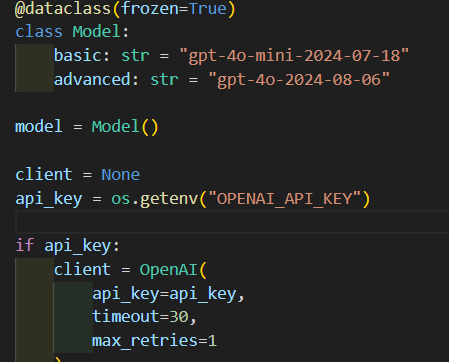 @dataclass(frozen=True)
class Model:
    basic: str = "gpt-4o-mini-2024-07-18"
    advanced: str = "gpt-4o-2024-08-06"

model = Model()

client = None
api_key = os.getenv("OPENAI_API_KEY")

if api_key:
    client = OpenAI(
        api_key=api_key,
        timeout=30,
        max_retries=1
    )